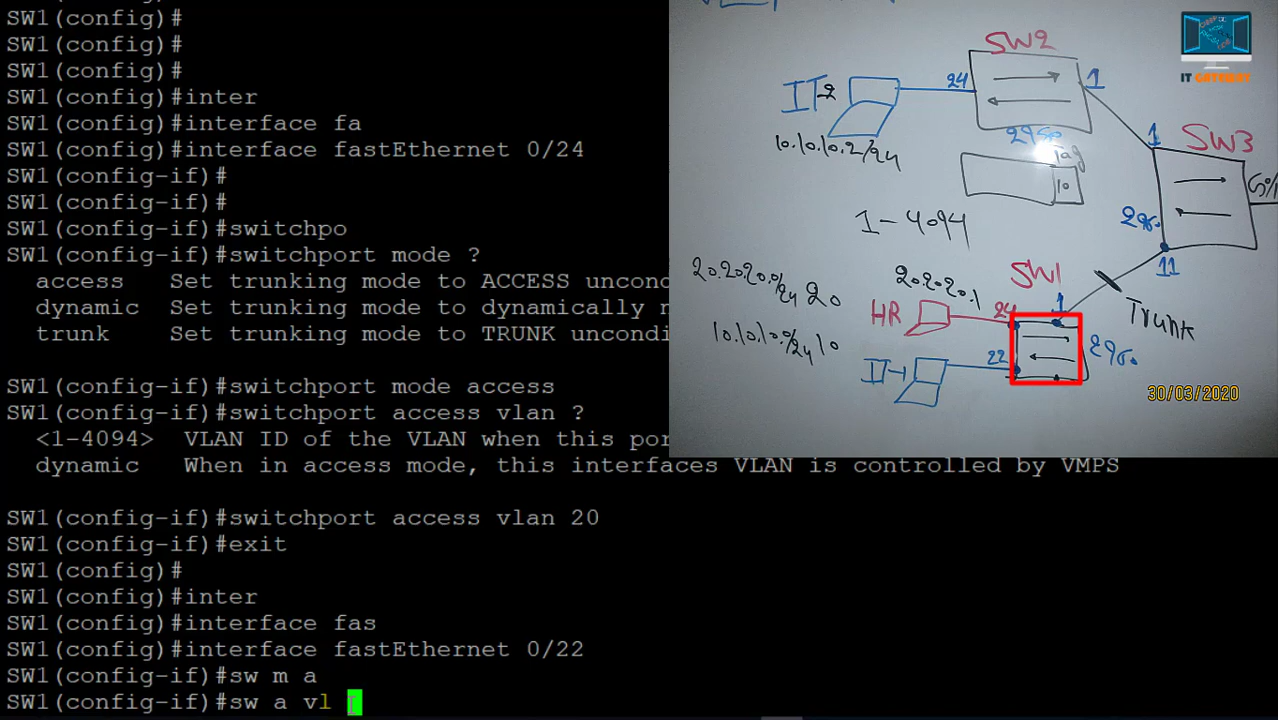 SW1(config)#
SW1(config)#
SW1(config)#
SW1(config)#inter
SW1(config)#interface fa
SW1(config)#interface fastEthernet 0/24
SW1(config-if)#
SW1(config-if)#
SW1(config-if)#switchpo
SW1(config-if)#switchport mode ?
access Set trunking mode to ACCESS uncond
dynamic Set trunking mode to dynamically n
trunk Set trunking mode to TRUNK uncondi
SW1(config-if)#switchport mode access
SW1(config-if)#switchport access vlan ?
<1-4094> VLAN ID of the VLAN when this por
dynamic When in access mode, this interfaces VLAN is controlled by VMPS
SW1(config-if)#switchport access vlan 20
SW1(config-if)#exit
SW1(config)#
SW1(config)#inter
SW1(config)#interface fas
SW1(config)#interface fastEthernet 0/22
SW1(config-if)#sw m a
SW1(config-if)#sw a vl
IT GATEWAY
SW2
IT2
24
1
10.10.10.2/24
Tag
10
1
SW3
1-4094
11
SW1
20.20.20.0/24 20
20.20.20.1
HR
24
1
Trunk
10.10.10.0/24 10
IT
22
30/03/2020